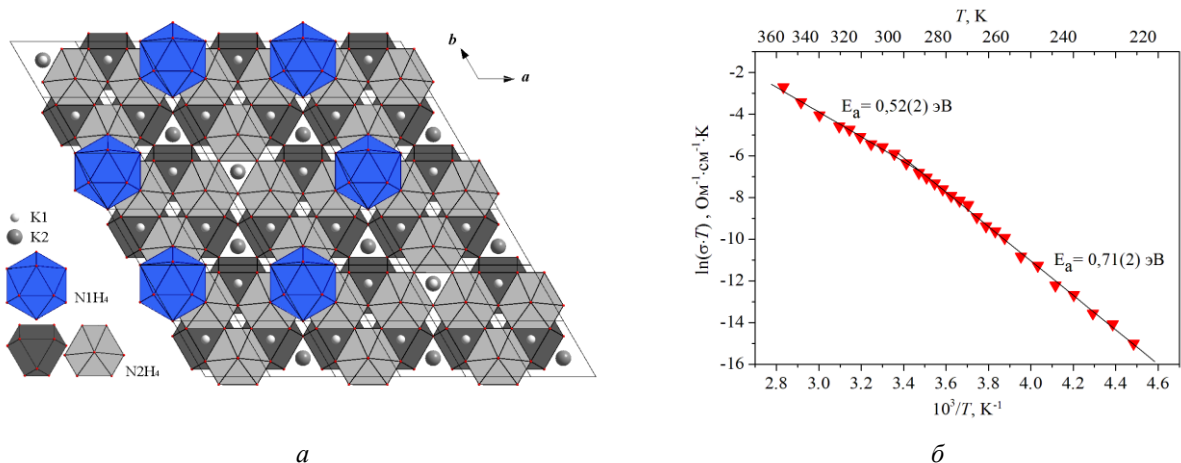 b
a
K1
K2
N1H₄
N2H₄
а
T, K
360 340 320 300 280 260 240 220
-2
-4
-6
-8
-10
-12
-14
-16
ln(σ·T) , Ом⁻¹·см⁻¹·K
Eₐ= 0,52(2) эВ
Eₐ= 0,71(2) эВ
2.8 3.0 3.2 3.4 3.6 3.8 4.0 4.2 4.4 4.6
10³/T, K⁻¹
б